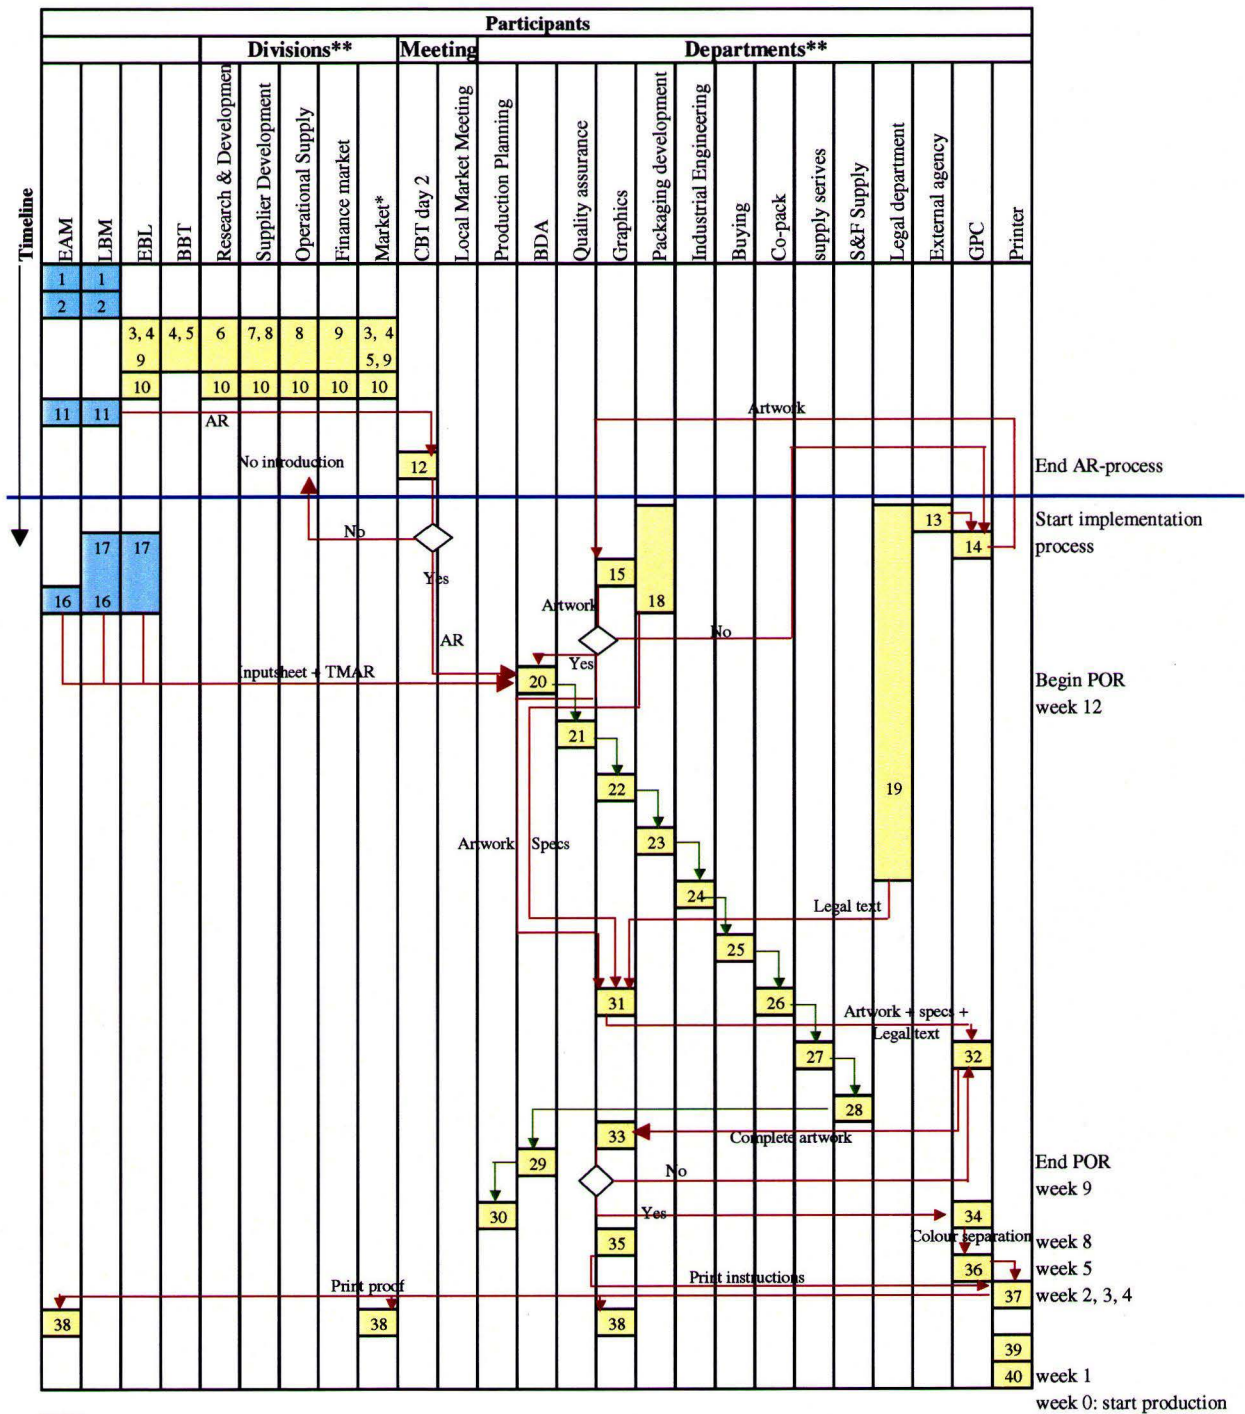 Participants
Divisions** Meeting Departments**
Timeline
EAM
LBM
EBL
BBT
Research & Developmen
Supplier Development
Operational Supply
Finance market
Market*
CBT day 2
Local Market Meeting
Production Planning
BDA
Quality assurance
Graphics
Packaging development
Industrial Engineering
Buying
Co-pack
supply serives
S&F Supply
Legal department
External agency
GPC
Printer
1 1
2 2
3, 4 4, 5 6 7, 8 8 9 3, 4
9 5, 9
10 10 10 10 10 10
11 11 Artwork
AR
No introduction 12 End AR-process
13 Start implementation
No
17 17 14 process
15
Yes
16 16 Artwork 18
AR No
Yes
Inputsheet + TMAR 20 Begin POR
week 12
21
22 19
23
Artwork Specs
24
Legal text
25
31 26
Artwork + specs +
Legal text
27 32
28
33 Complete artwork
29 End POR
No
week 9
30 Yes 34
Colour separation
35 week 8
36 week 5
Print instructions
Print proof
37 week 2, 3, 4
38 38 38
39
40 week 1
week 0: start production